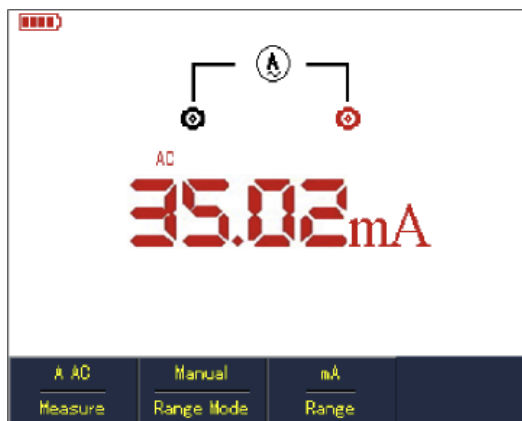 A
AC
35.02mA
A AC Manual mA
Measure Range Mode Range